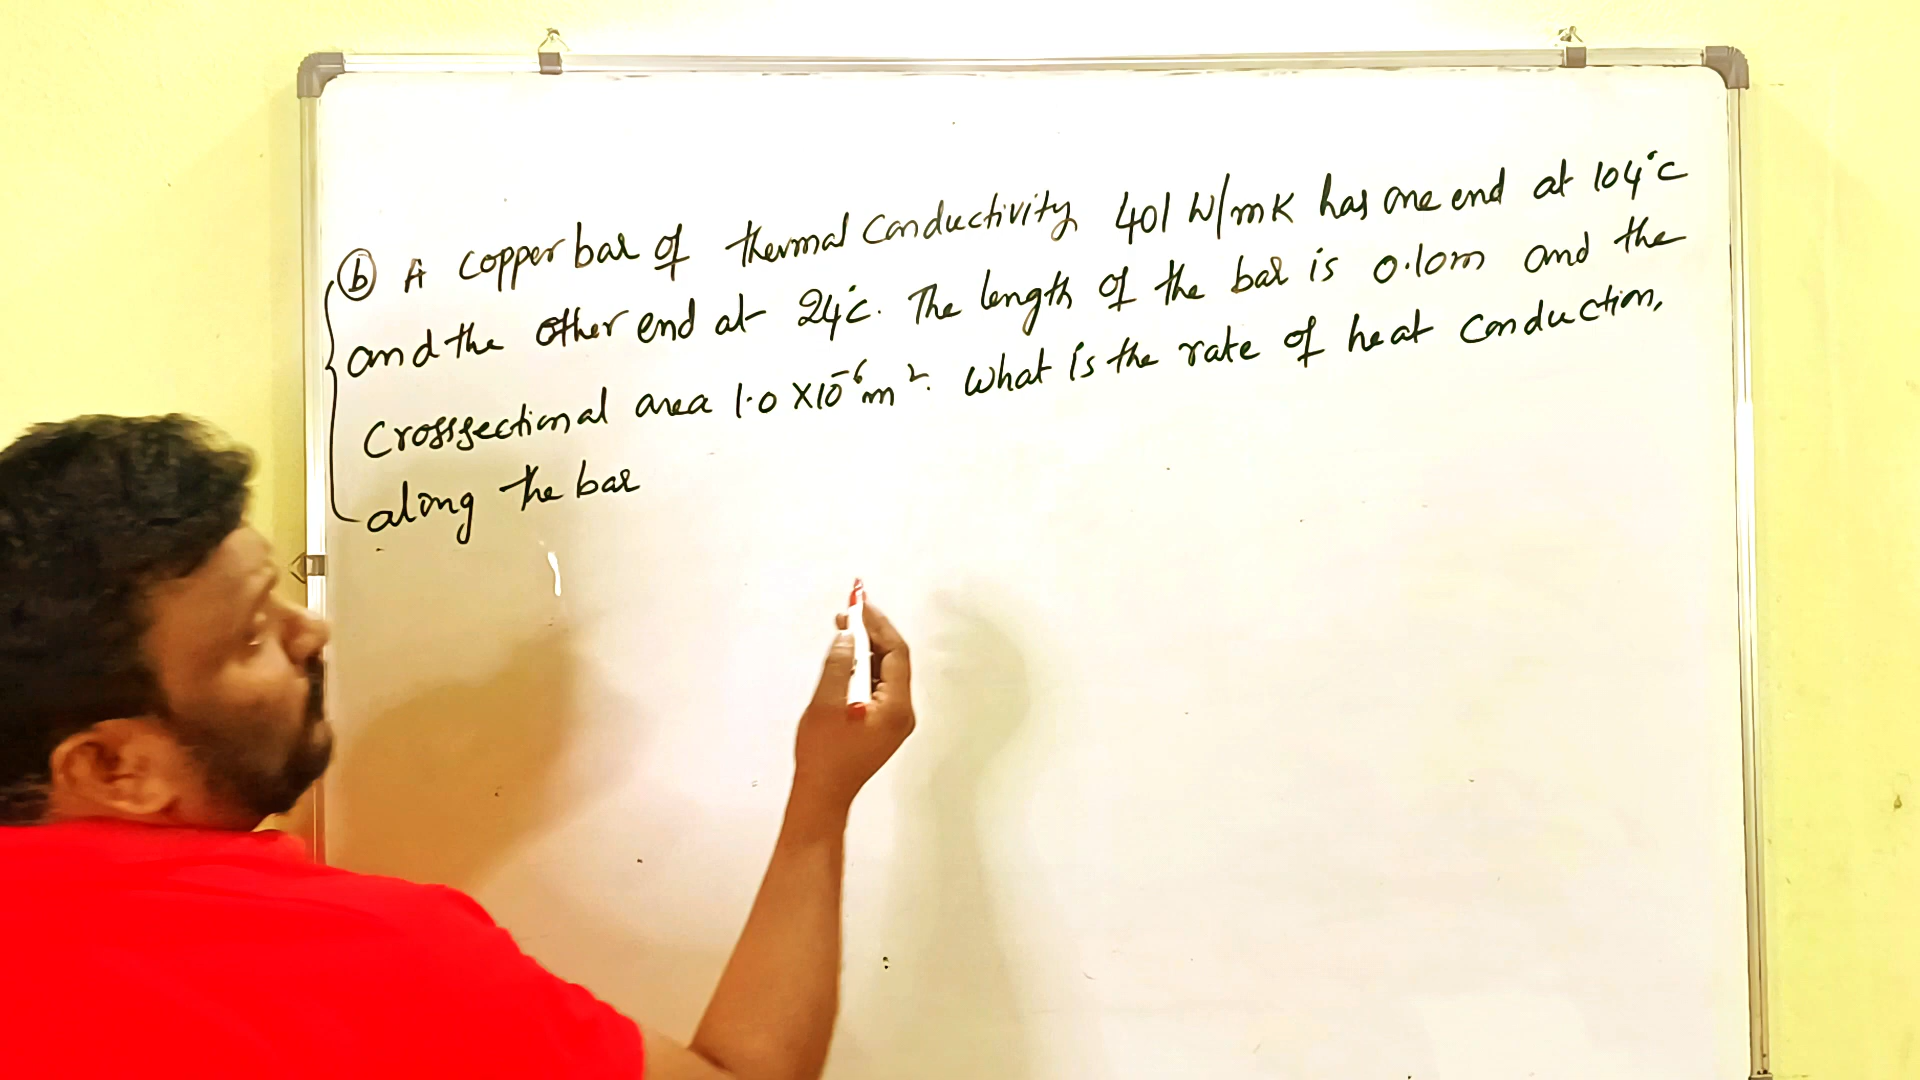 (b) A copper bar of thermal conductivity 401 W/mK has one end at 104°C
and the other end at 24°C. The length of the bar is 0.10m and the
Crosssectional area 1.0 X10⁻⁶m². What is the rate of heat conduction,
along the bar